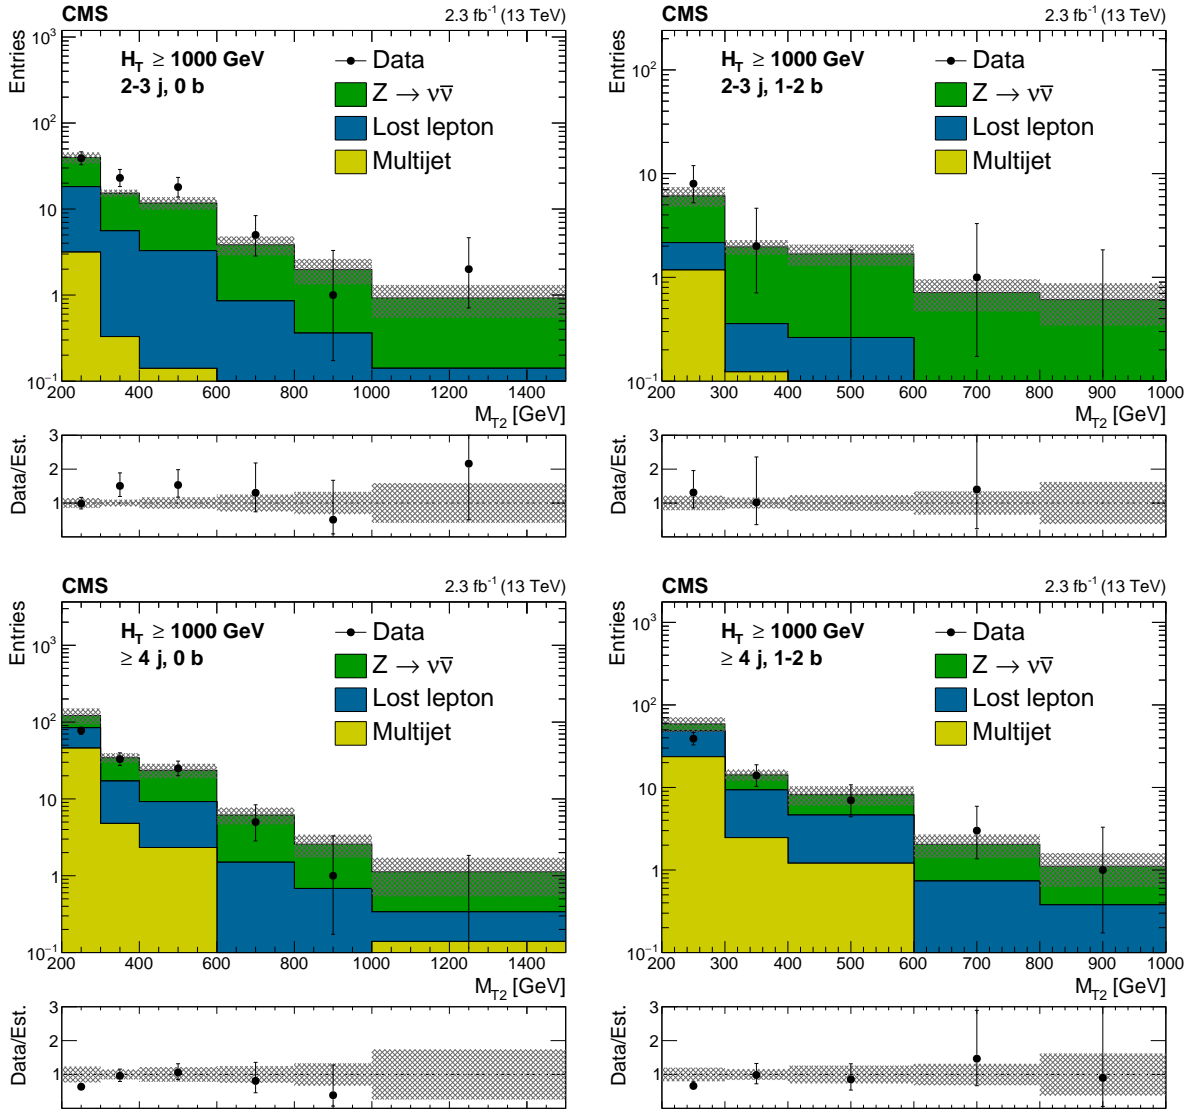 CMS 2.3 fb⁻¹ (13 TeV)
Entries
H_T ≥ 1000 GeV
2-3 j, 0 b
Data
Z → νν̅
Lost lepton
Multijet
10³
10²
10
1
10⁻¹
200 400 600 800 1000 1200 1400
M_T2 [GeV]
Data/Est.
3
2
1
CMS 2.3 fb⁻¹ (13 TeV)
Entries
H_T ≥ 1000 GeV
2-3 j, 1-2 b
Data
Z → νν̅
Lost lepton
Multijet
10²
10
1
10⁻¹
200 300 400 500 600 700 800 900 1000
M_T2 [GeV]
Data/Est.
3
2
1
CMS 2.3 fb⁻¹ (13 TeV)
Entries
H_T ≥ 1000 GeV
≥ 4 j, 0 b
Data
Z → νν̅
Lost lepton
Multijet
10³
10²
10
1
10⁻¹
200 400 600 800 1000 1200 1400
M_T2 [GeV]
Data/Est.
3
2
1
CMS 2.3 fb⁻¹ (13 TeV)
Entries
H_T ≥ 1000 GeV
≥ 4 j, 1-2 b
Data
Z → νν̅
Lost lepton
Multijet
10³
10²
10
1
10⁻¹
200 300 400 500 600 700 800 900 1000
M_T2 [GeV]
Data/Est.
3
2
1